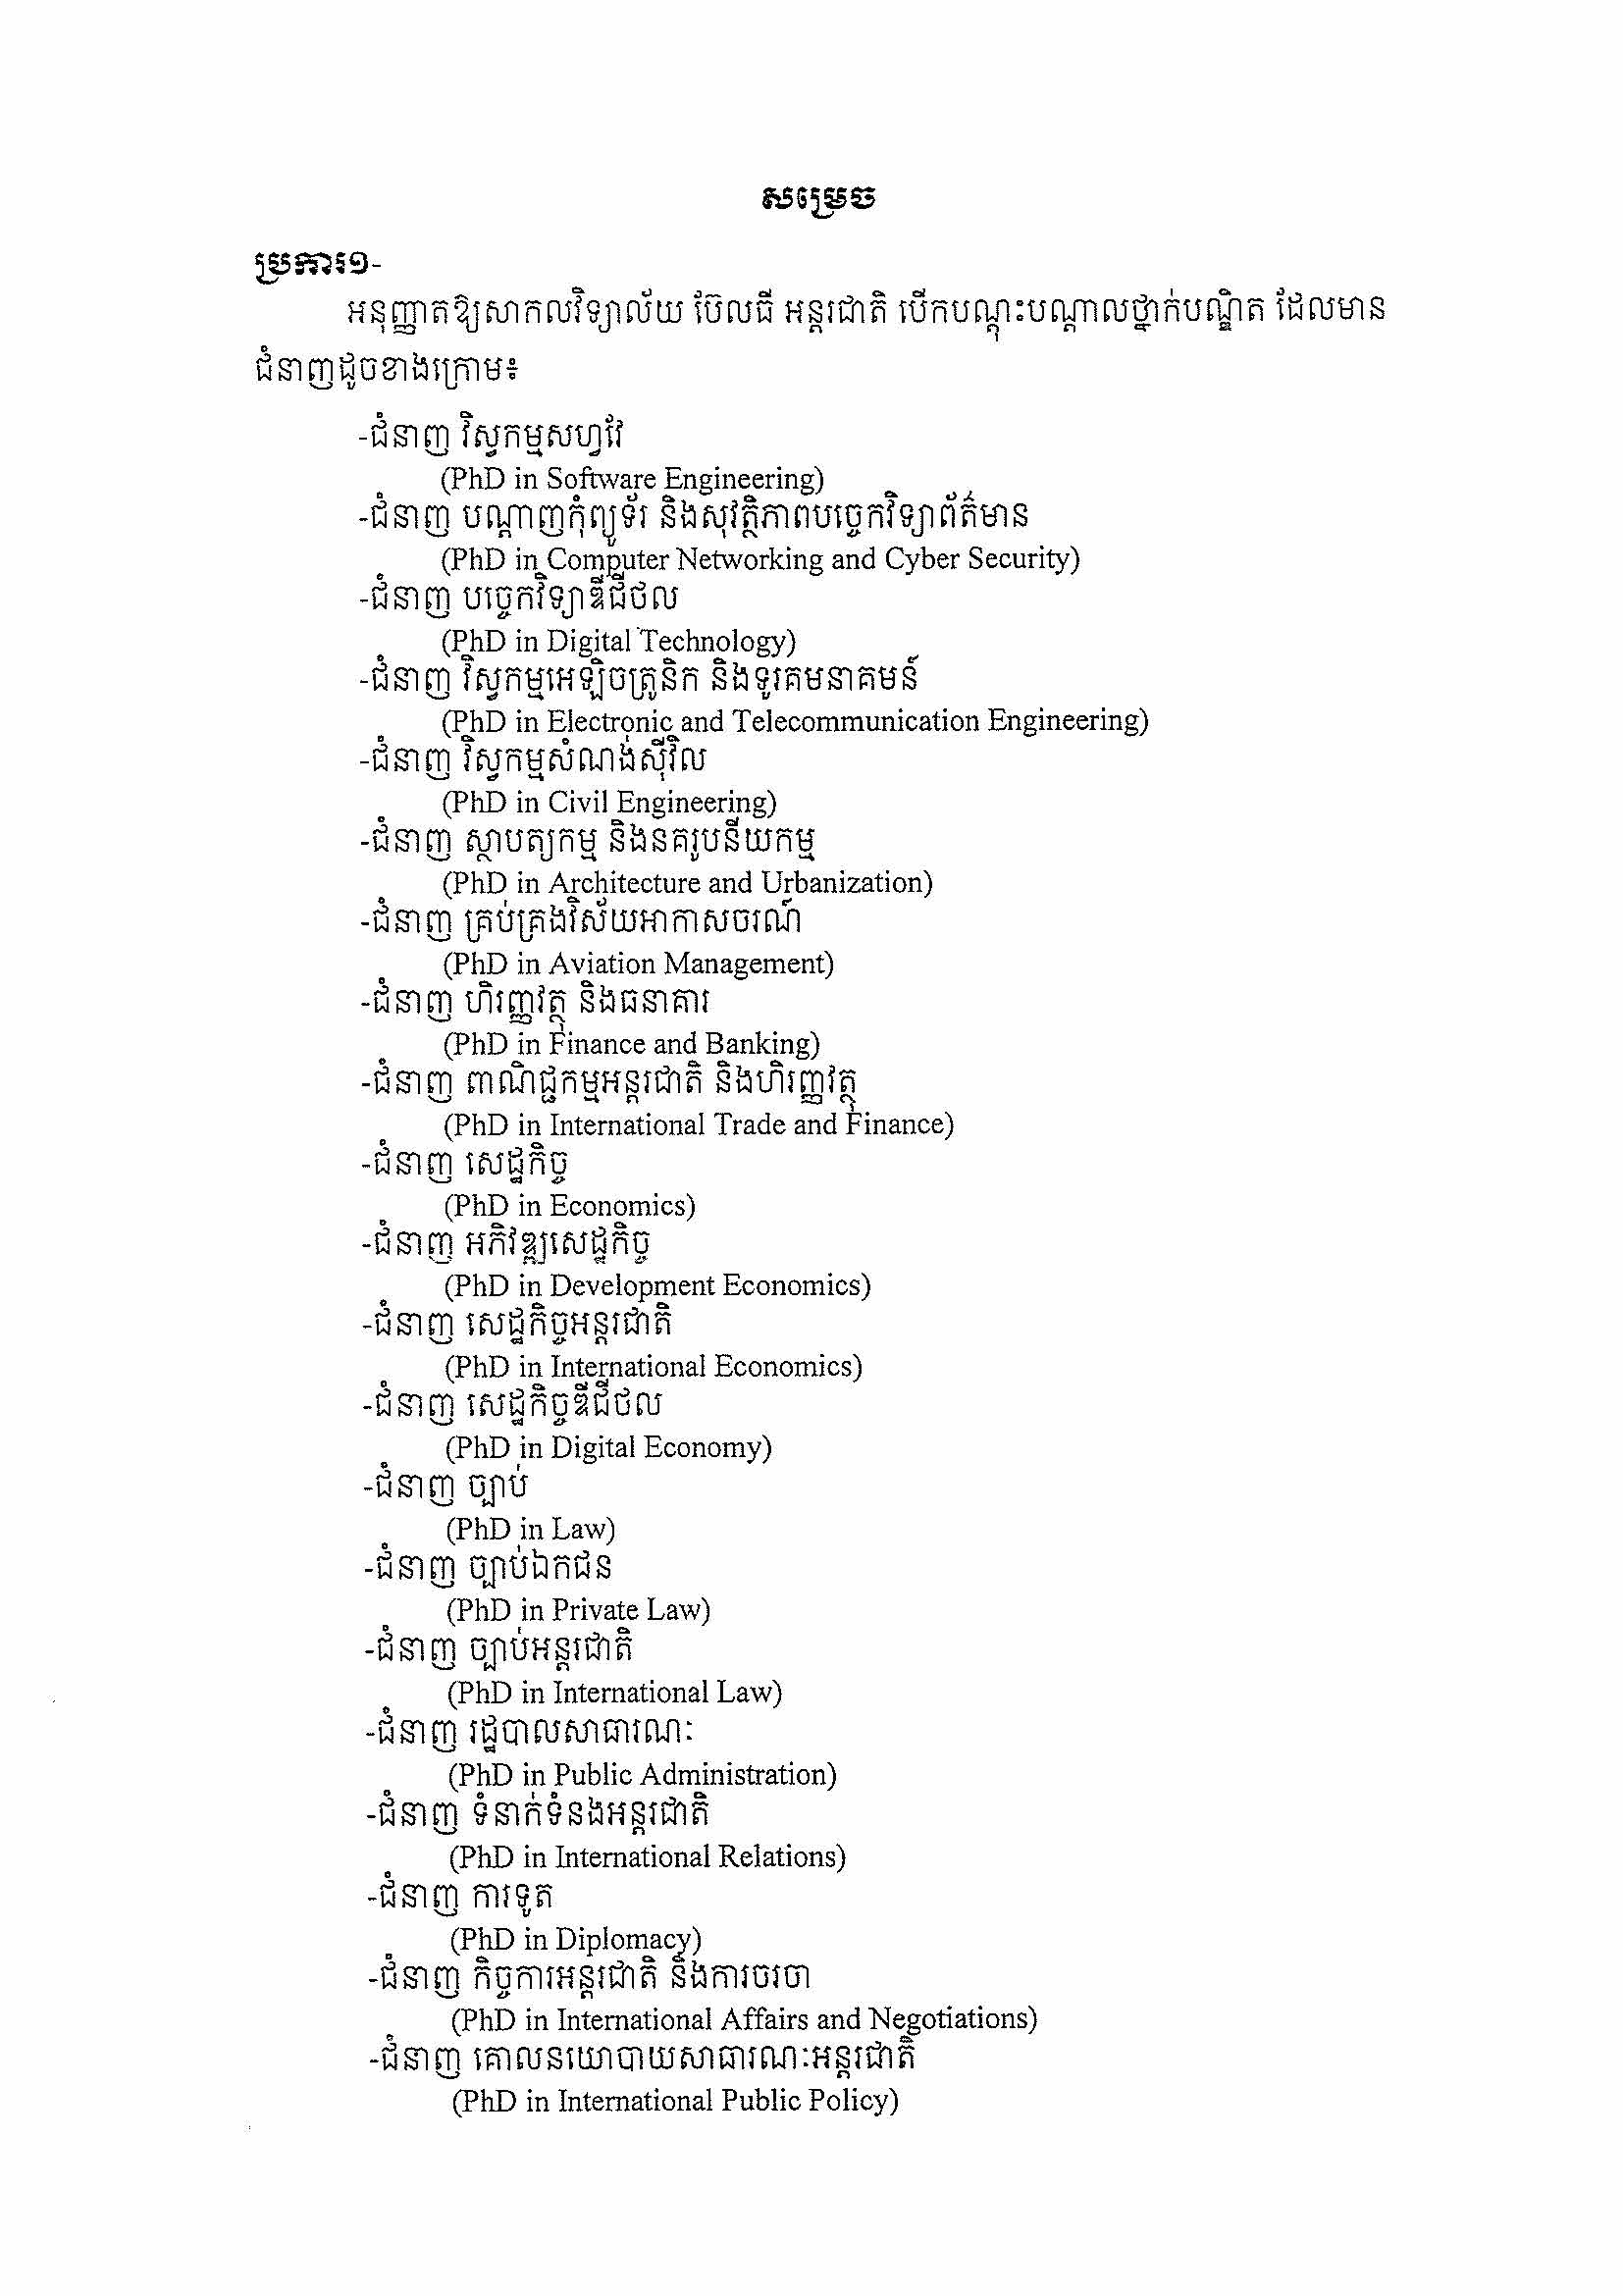 សម្រេច
ប្រការ១-
អនុញ្ញាតឱ្យសាកលវិទ្យាល័យ ប៊ែលធី អន្តរជាតិ បើកបណ្តុះបណ្តាលថ្នាក់បណ្ឌិត ដែលមាន
ជំនាញដូចខាងក្រោម៖
-ជំនាញ វិស្វកម្មសហ្វវែ
(PhD in Software Engineering)
-ជំនាញ បណ្តាញកុំព្យូទ័រ និងសុវត្ថិភាពបច្ចេកវិទ្យាព័ត៌មាន
(PhD in Computer Networking and Cyber Security)
-ជំនាញ បច្ចេកវិទ្យាឌីជីថល
(PhD in Digital Technology)
-ជំនាញ វិស្វកម្មអេឡិចត្រូនិក និងទូរគមនាគមន៍
(PhD in Electronic and Telecommunication Engineering)
-ជំនាញ វិស្វកម្មសំណង់ស៊ីវិល
(PhD in Civil Engineering)
-ជំនាញ ស្ថាបត្យកម្ម និងនគរូបនីយកម្ម
(PhD in Architecture and Urbanization)
-ជំនាញ គ្រប់គ្រងវិស័យអាកាសចរណ៍
(PhD in Aviation Management)
-ជំនាញ ហិរញ្ញវត្ថុ និងធនាគារ
(PhD in Finance and Banking)
-ជំនាញ ពាណិជ្ជកម្មអន្តរជាតិ និងហិរញ្ញវត្ថុ
(PhD in International Trade and Finance)
-ជំនាញ សេដ្ឋកិច្ច
(PhD in Economics)
-ជំនាញ អភិវឌ្ឍសេដ្ឋកិច្ច
(PhD in Development Economics)
-ជំនាញ សេដ្ឋកិច្ចអន្តរជាតិ
(PhD in International Economics)
-ជំនាញ សេដ្ឋកិច្ចឌីជីថល
(PhD in Digital Economy)
-ជំនាញ ច្បាប់
(PhD in Law)
-ជំនាញ ច្បាប់ឯកជន
(PhD in Private Law)
-ជំនាញ ច្បាប់អន្តរជាតិ
(PhD in International Law)
-ជំនាញ រដ្ឋបាលសាធារណៈ
(PhD in Public Administration)
-ជំនាញ ទំនាក់ទំនងអន្តរជាតិ
(PhD in International Relations)
-ជំនាញ ការទូត
(PhD in Diplomacy)
-ជំនាញ កិច្ចការអន្តរជាតិ និងការចរចា
(PhD in International Affairs and Negotiations)
-ជំនាញ គោលនយោបាយសាធារណៈអន្តរជាតិ
(PhD in International Public Policy)